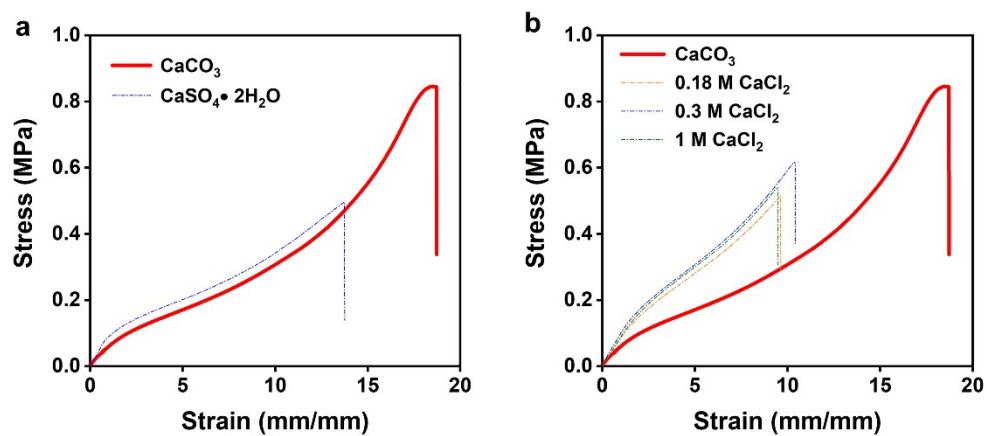 a
1.0
0.8
0.6
0.4
0.2
0.0
Stress (MPa)
CaCO₃
CaSO₄• 2H₂O
0
5
10
15
20
Strain (mm/mm)
b
1.0
0.8
0.6
0.4
0.2
0.0
Stress (MPa)
CaCO₃
0.18 M CaCl₂
0.3 M CaCl₂
1 M CaCl₂
0
5
10
15
20
Strain (mm/mm)